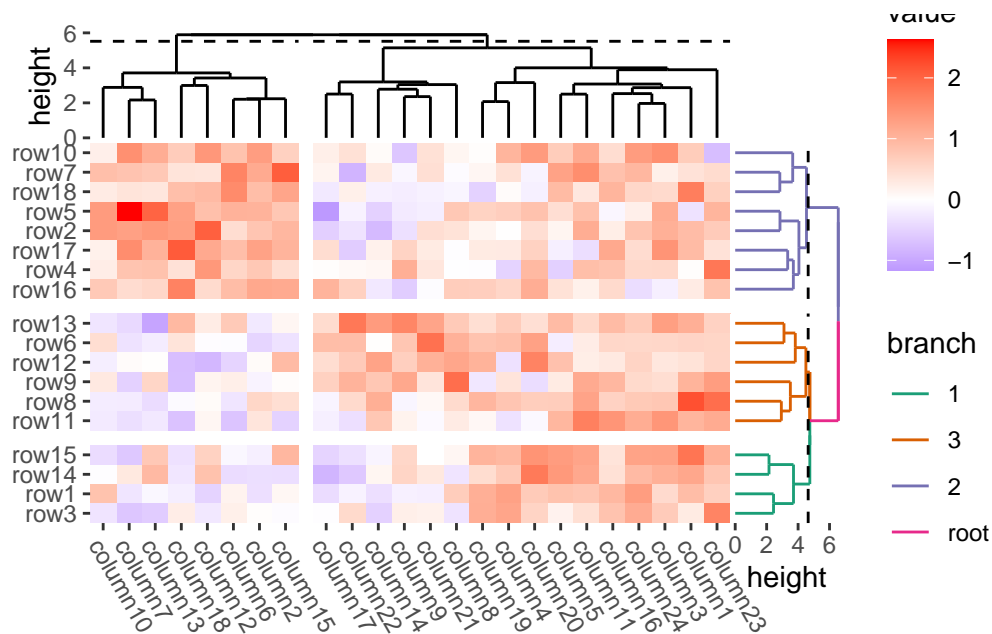 value
height
6
4
2
0
row10
row7
row18
row5
row2
row17
row4
row16
row13
row6
row12
row9
row8
row11
row15
row14
row1
row3
column10
column7
column13
column18
column12
column6
column2
column15
column17
column22
column14
column9
column21
column8
column19
column4
column20
column5
column11
column16
column24
column3
column1
column23
0 2 4 6
height
2
1
0
−1
branch
1
3
2
root